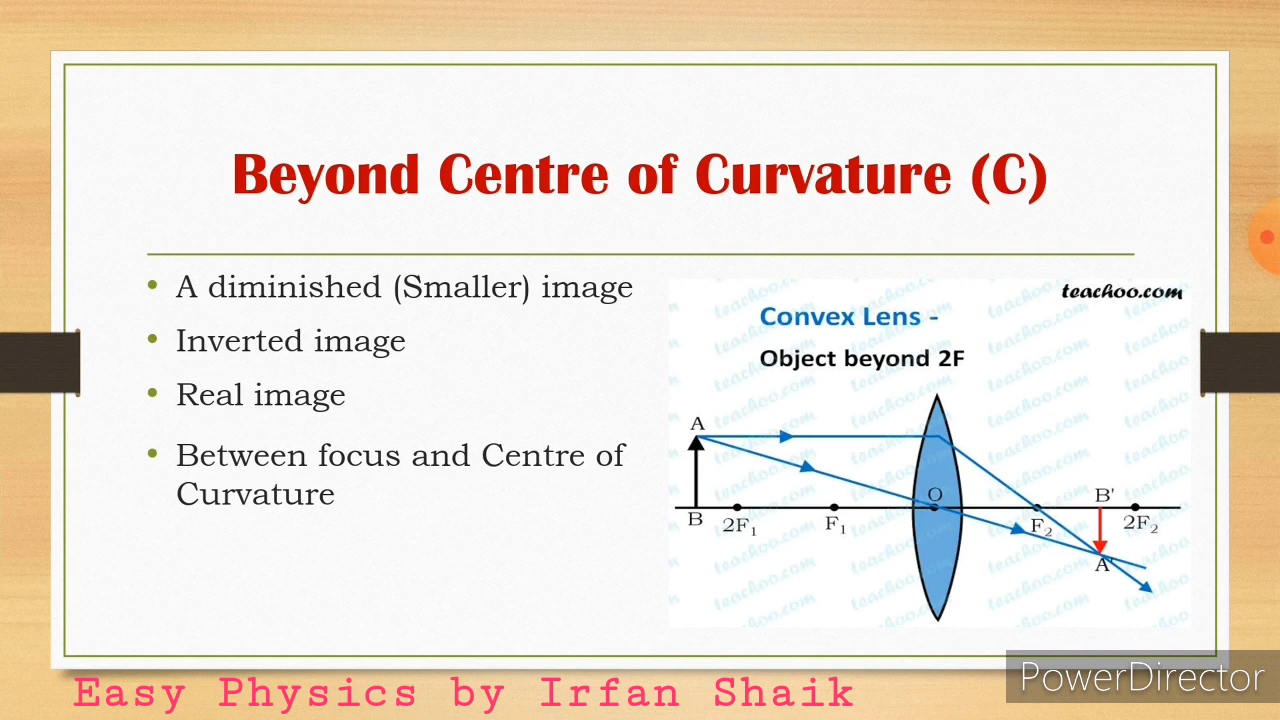 Beyond Centre of Curvature (C)
• A diminished (Smaller) image
• Inverted image
• Real image
• Between focus and Centre of
Curvature
teachoo.com
Convex Lens -
Object beyond 2F
A
B
2F₁
F₁
O
F₂
B'
2F₂
A'
Easy Physics by Irfan Shaik
PowerDirector